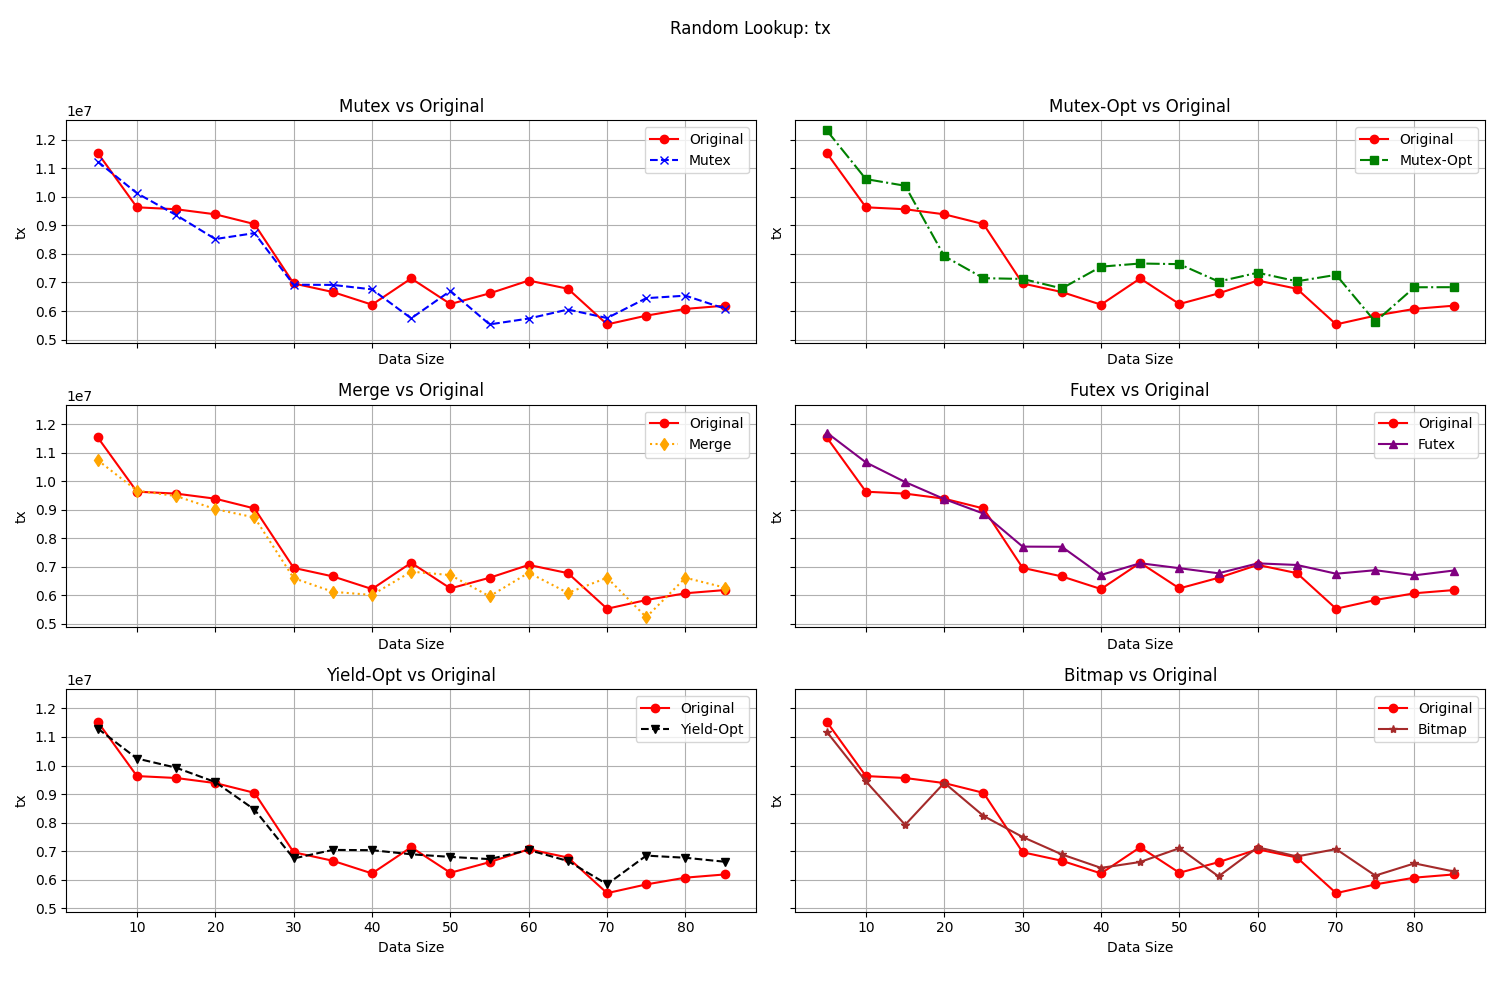 Random Lookup: tx
Mutex vs Original
1e7
1.2
1.1
1.0
0.9
0.8
0.7
0.6
0.5
tx
Original
Mutex
Data Size
Mutex-Opt vs Original
tx
Original
Mutex-Opt
Data Size
Merge vs Original
1e7
1.2
1.1
1.0
0.9
0.8
0.7
0.6
0.5
tx
Original
Merge
Data Size
Futex vs Original
tx
Original
Futex
Data Size
Yield-Opt vs Original
1e7
1.2
1.1
1.0
0.9
0.8
0.7
0.6
0.5
tx
Original
Yield-Opt
10 20 30 40 50 60 70 80
Data Size
Bitmap vs Original
tx
Original
Bitmap
10 20 30 40 50 60 70 80
Data Size